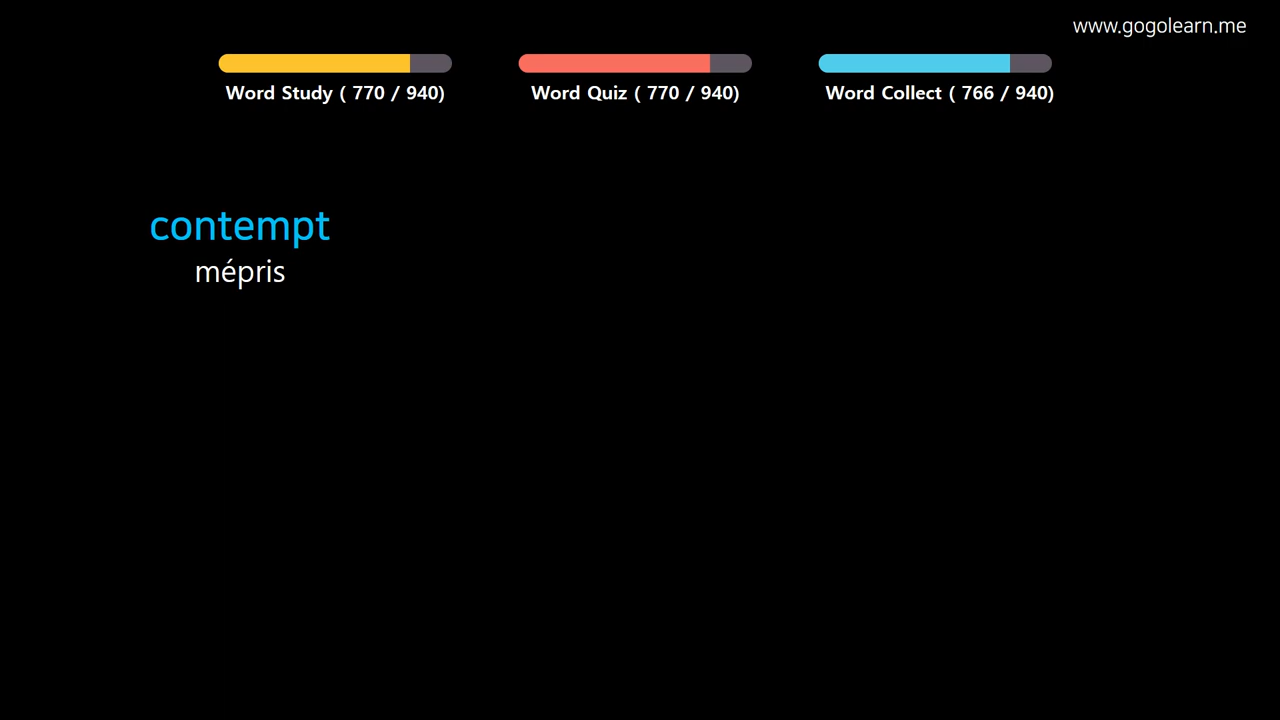 www.gogolearn.me
Word Study ( 770 / 940)
Word Quiz ( 770 / 940)
Word Collect ( 766 / 940)
contempt
mépris